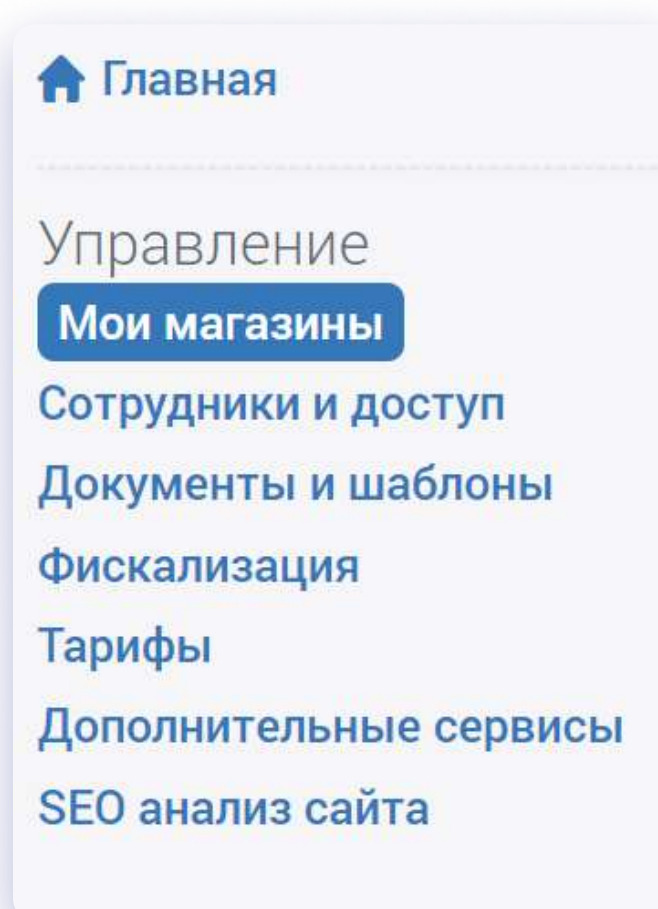 Главная
Управление
Мои магазины
Сотрудники и доступ
Документы и шаблоны
Фискализация
Тарифы
Дополнительные сервисы
SEO анализ сайта